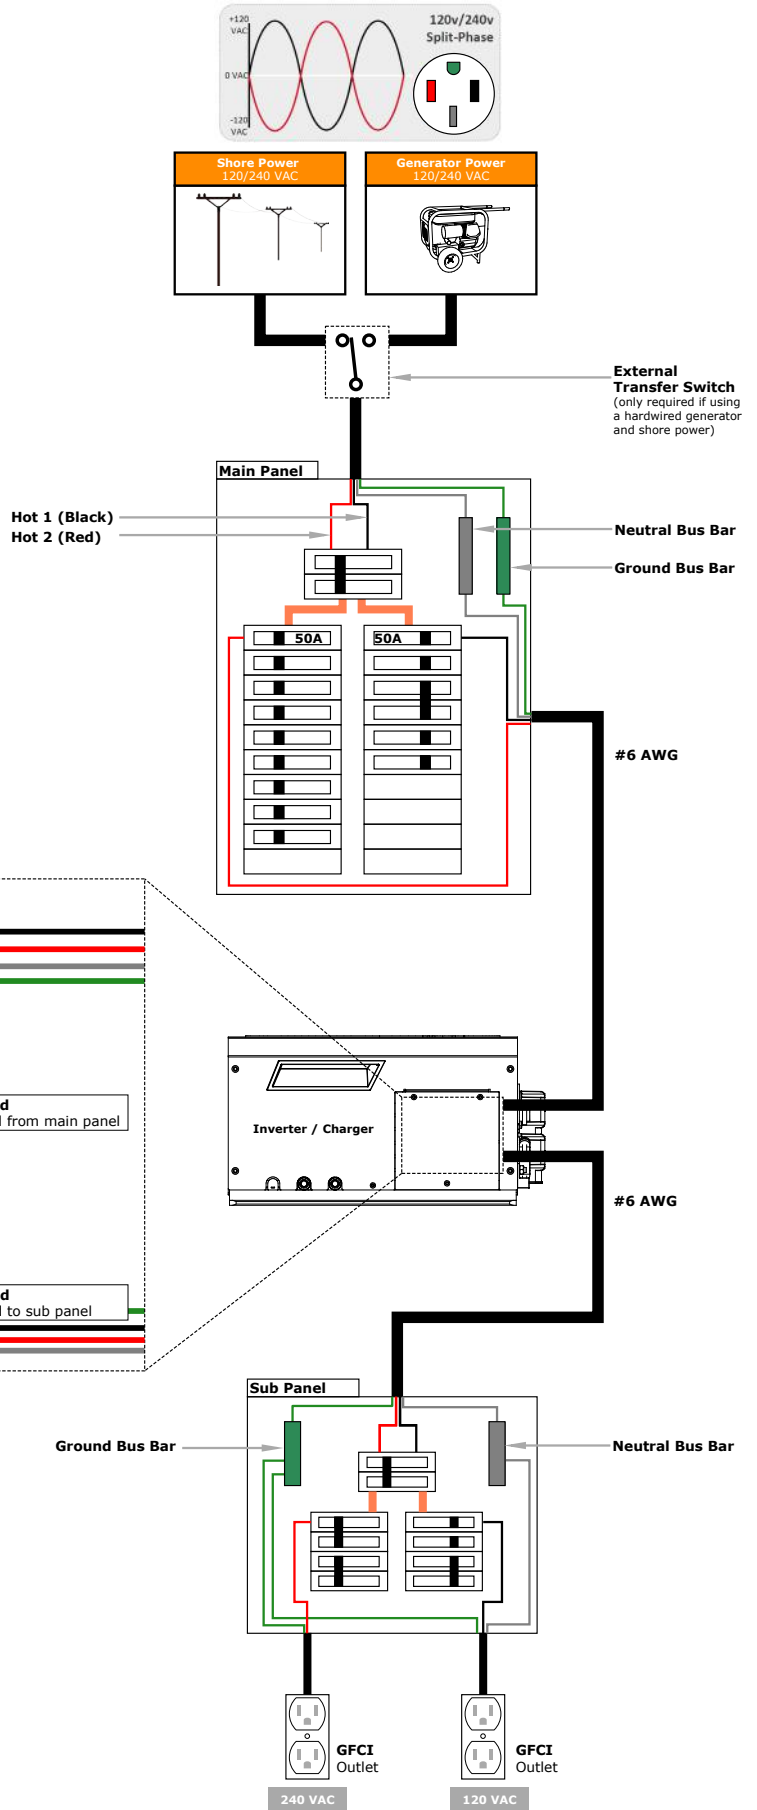 +120
VAC
0 VAC
-120
VAC
120v/240v
Split-Phase
Shore Power
120/240 VAC
Generator Power
120/240 VAC
External
Transfer Switch
(only required if using
a hardwired generator
and shore power)
Main Panel
Hot 1 (Black)
Hot 2 (Red)
Neutral Bus Bar
Ground Bus Bar
50A
50A
#6 AWG
d
from main panel
Inverter / Charger
#6 AWG
d
to sub panel
Sub Panel
Ground Bus Bar
Neutral Bus Bar
GFCI
Outlet
GFCI
Outlet
240 VAC
120 VAC